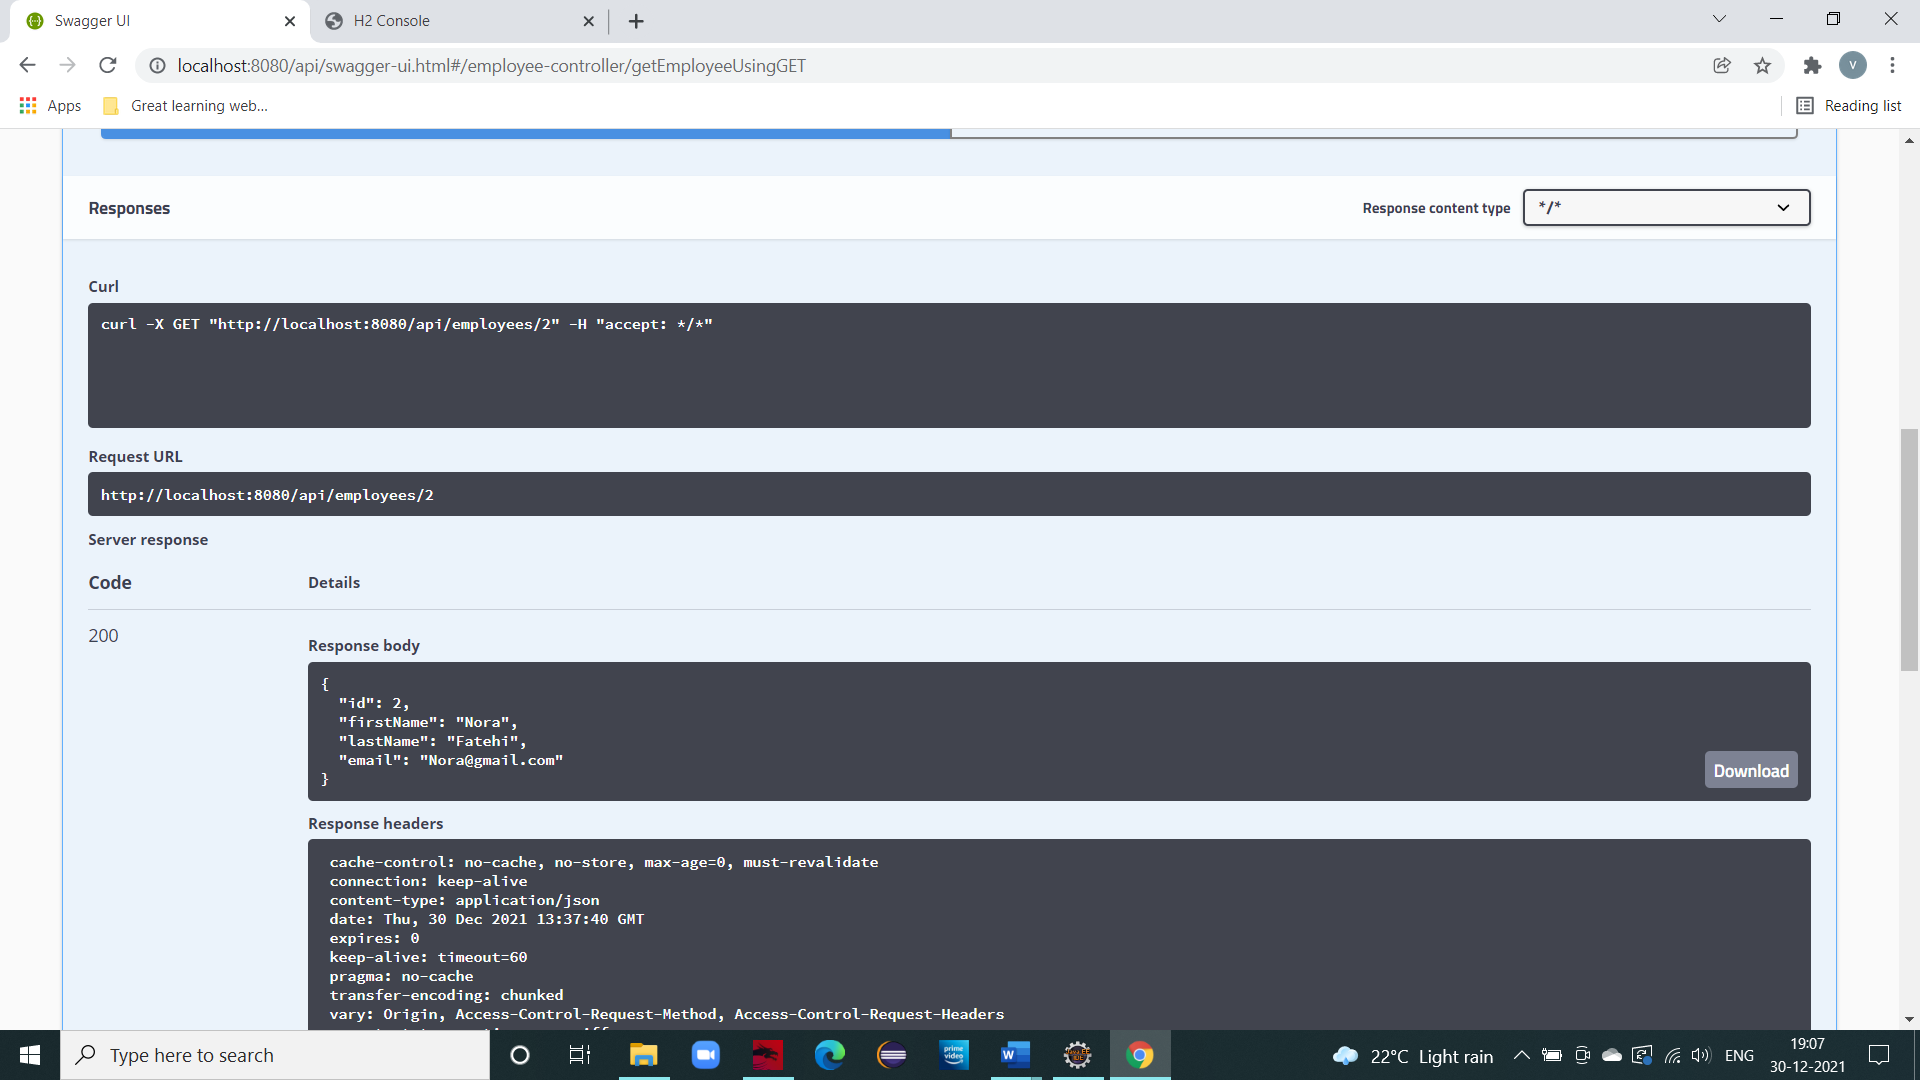 Swagger UI
H2 Console
localhost:8080/api/swagger-ui.html#/employee-controller/getEmployeeUsingGET
V
Apps
Great learning web...
Reading list
Responses
Response content type
*/*
Curl
curl -X GET "http://localhost:8080/api/employees/2" -H "accept: */*"
Request URL
http://localhost:8080/api/employees/2
Server response
Code
Details
200
Response body
{
"id": 2,
"firstName": "Nora",
"lastName": "Fatehi",
"email": "Nora@gmail.com"
}
Download
Response headers
cache-control: no-cache, no-store, max-age=0, must-revalidate
connection: keep-alive
content-type: application/json
date: Thu, 30 Dec 2021 13:37:40 GMT
expires: 0
keep-alive: timeout=60
pragma: no-cache
transfer-encoding: chunked
vary: Origin, Access-Control-Request-Method, Access-Control-Request-Headers
Type here to search
prime video
W
22°C Light rain
ENG
19:07
30-12-2021